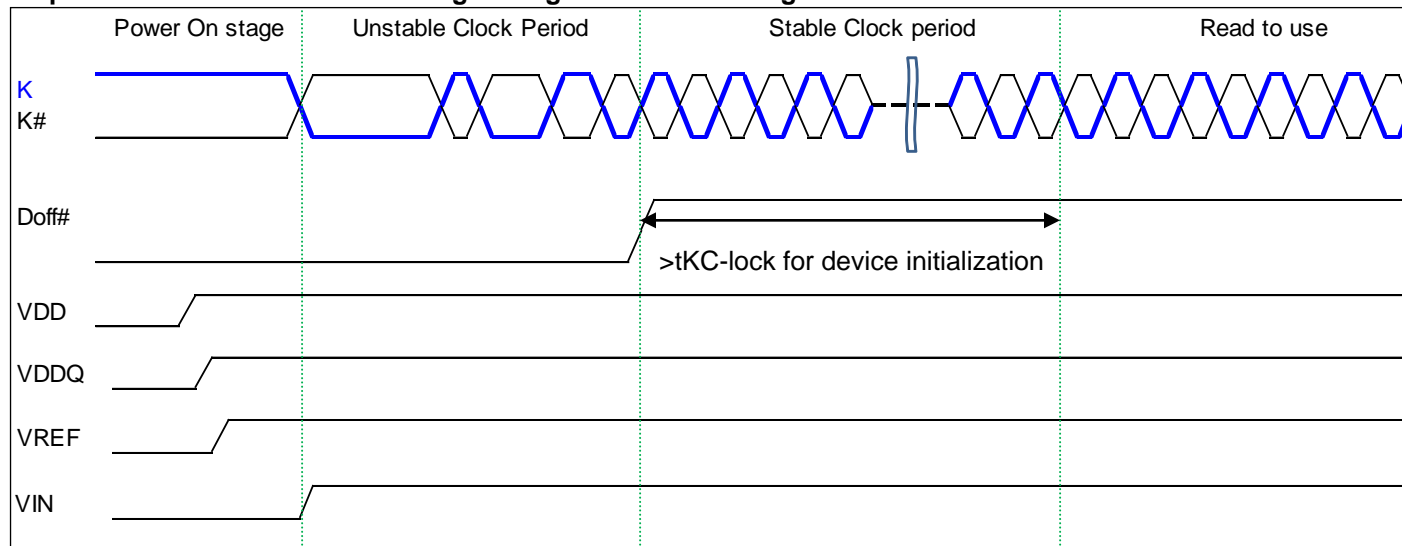 Power On stage
Unstable Clock Period
Stable Clock period
Read to use
K
K#
Doff#
>tKC-lock for device initialization
VDD
VDDQ
VREF
VIN